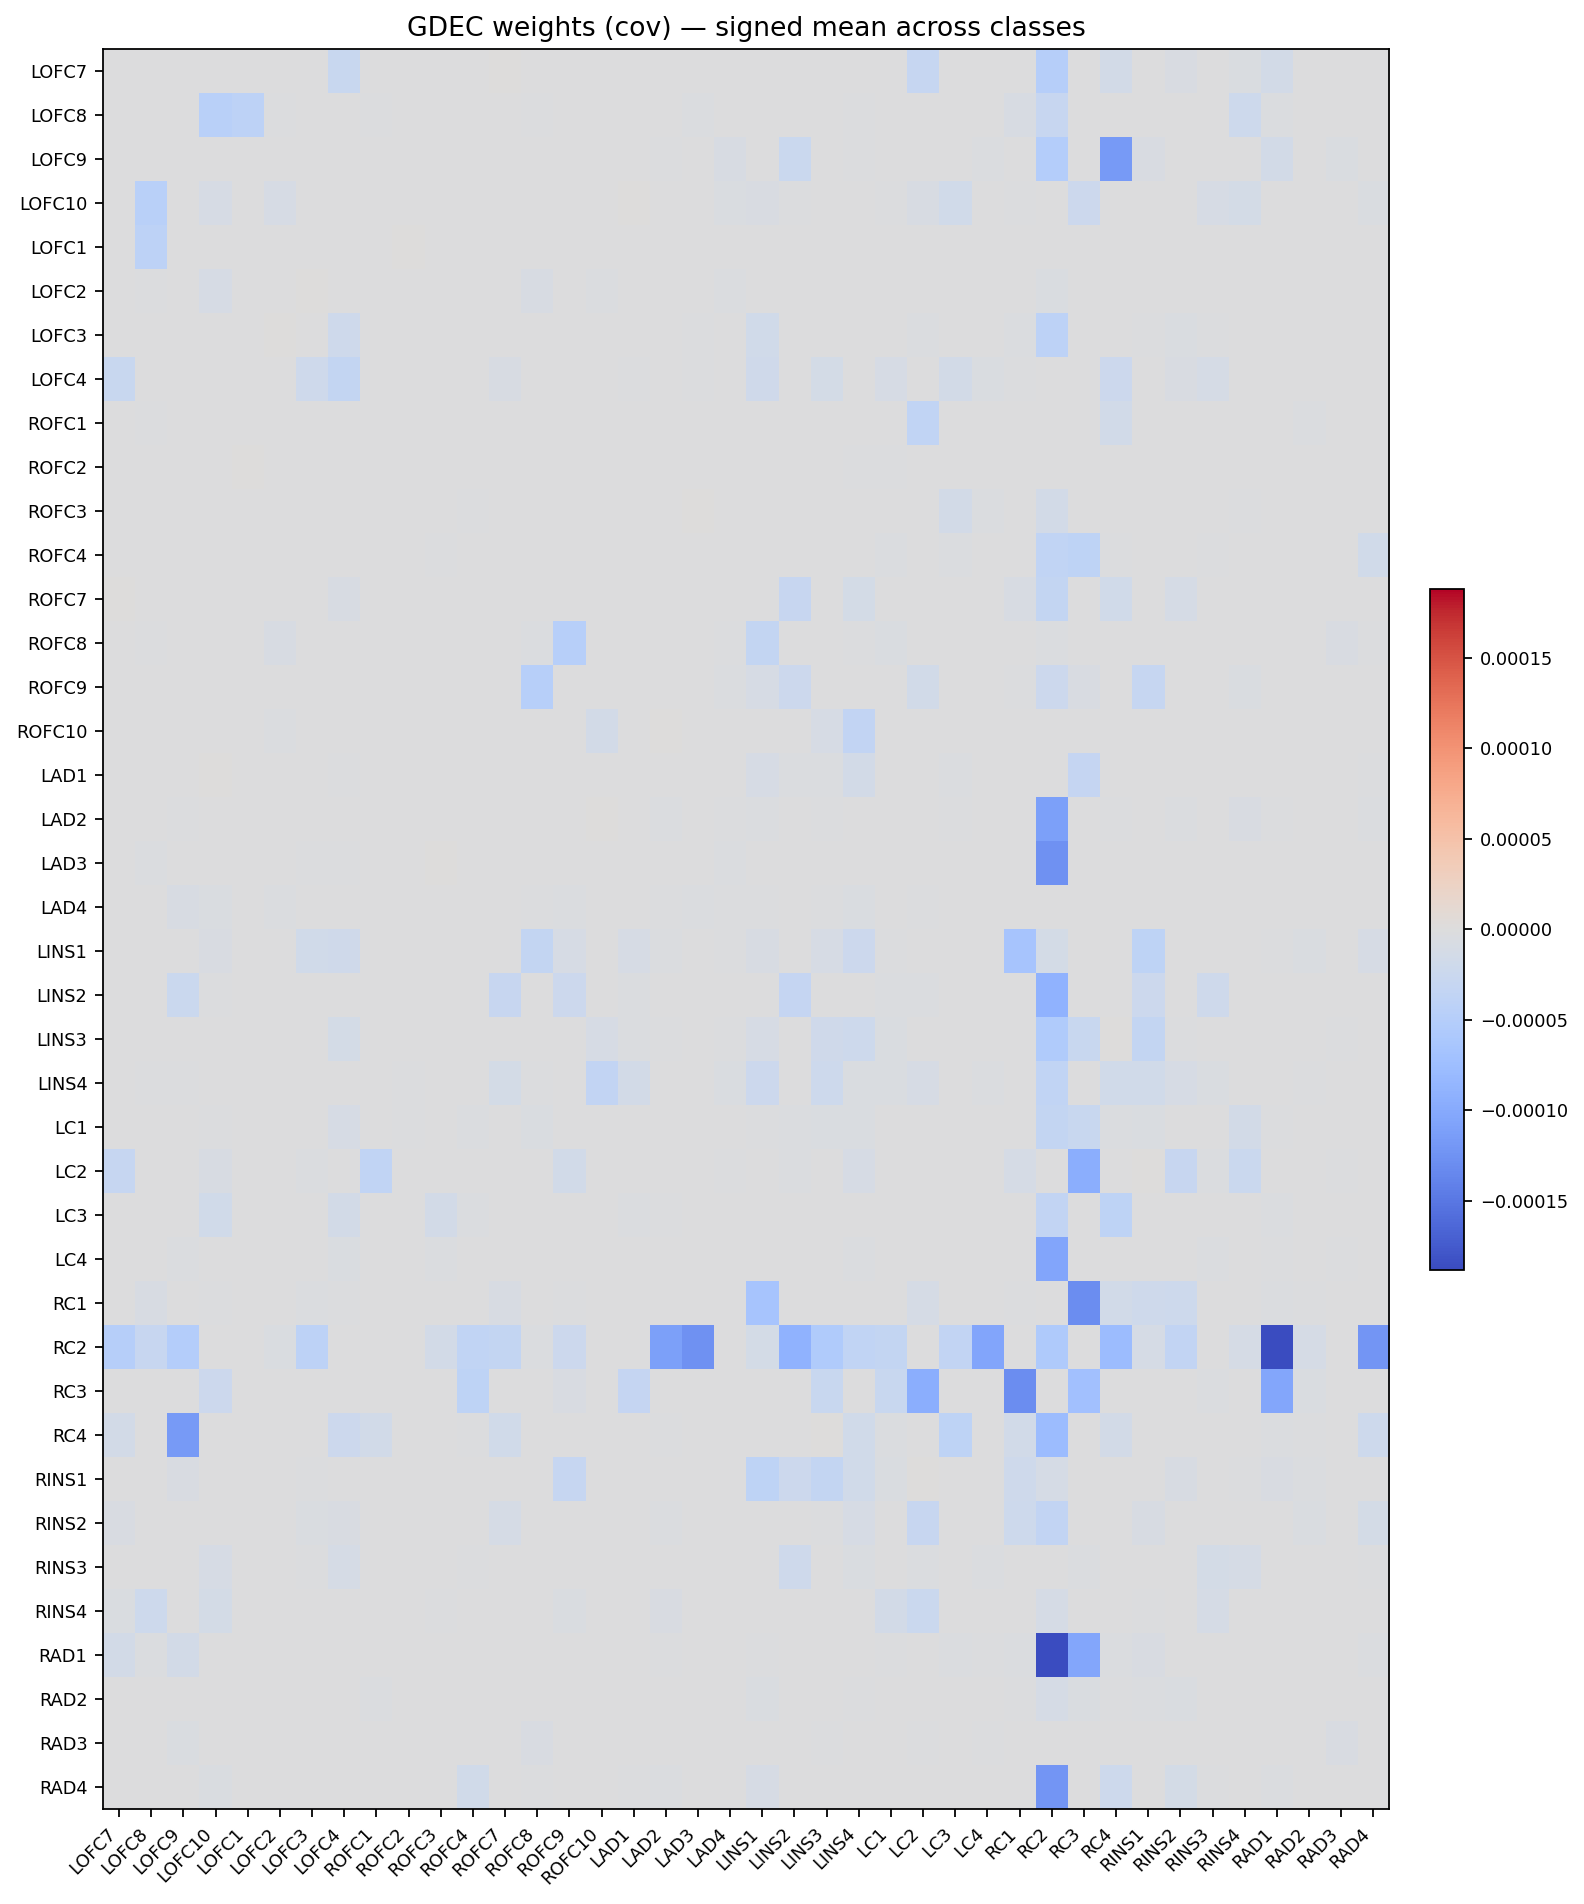 GDEC weights (cov) — signed mean across classes
LOFC7
LOFC8
LOFC9
LOFC10
LOFC1
LOFC2
LOFC3
LOFC4
ROFC1
ROFC2
ROFC3
ROFC4
ROFC7
ROFC8
ROFC9
ROFC10
LAD1
LAD2
LAD3
LAD4
LINS1
LINS2
LINS3
LINS4
LC1
LC2
LC3
LC4
RC1
RC2
RC3
RC4
RINS1
RINS2
RINS3
RINS4
RAD1
RAD2
RAD3
RAD4
LOFC7
LOFC8
LOFC9
LOFC10
LOFC1
LOFC2
LOFC3
LOFC4
ROFC1
ROFC2
ROFC3
ROFC4
ROFC7
ROFC8
ROFC9
ROFC10
LAD1
LAD2
LAD3
LAD4
LINS1
LINS2
LINS3
LINS4
LC1
LC2
LC3
LC4
RC1
RC2
RC3
RC4
RINS1
RINS2
RINS3
RINS4
RAD1
RAD2
RAD3
RAD4
0.00015
0.00010
0.00005
0.00000
−0.00005
−0.00010
−0.00015